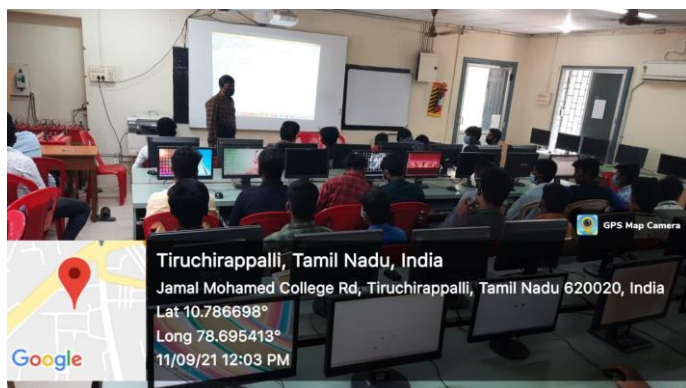 GPS Map Camera
Tiruchirappalli, Tamil Nadu, India
Jamal Mohamed College Rd, Tiruchirappalli, Tamil Nadu 620020, India
Lat 10.786698°
Long 78.695413°
11/09/21 12:03 PM
Google